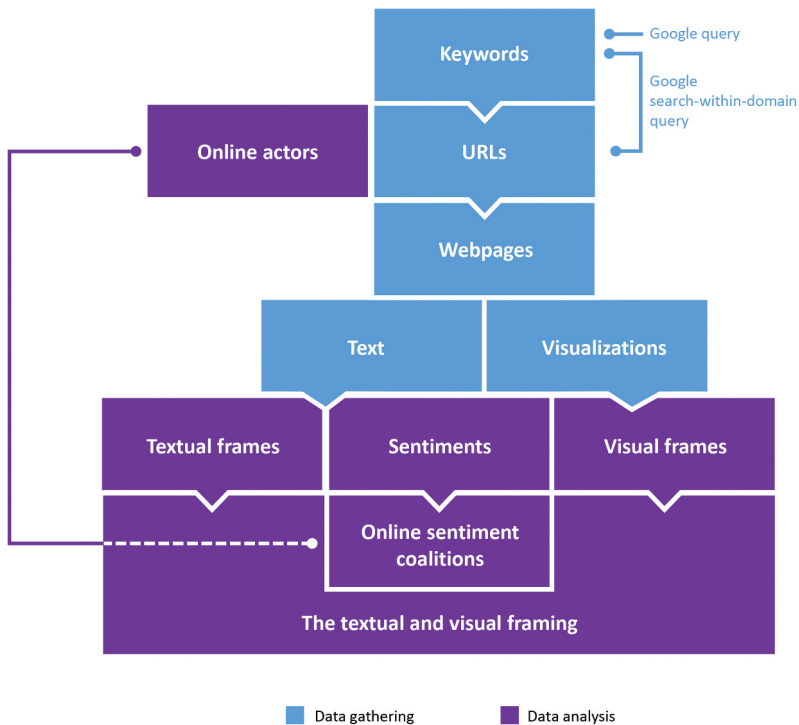 Keywords
Google query
Google
search-within-domain
query
Online actors
URLs
Webpages
Text
Visualizations
Textual frames
Sentiments
Visual frames
Online sentiment
coalitions
The textual and visual framing
Data gathering
Data analysis